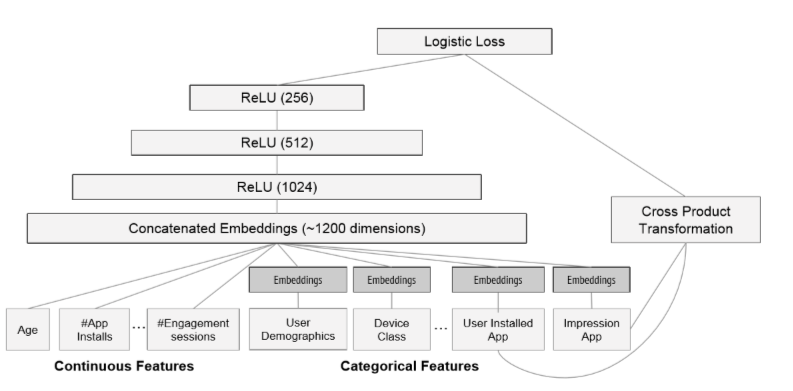 Logistic Loss
ReLU (256)
ReLU (512)
ReLU (1024)
Concatenated Embeddings (~1200 dimensions)
Cross Product
Transformation
Embeddings
Embeddings
Embeddings
Embeddings
Age
#App
Installs
...
#Engagement
sessions
User
Demographics
Device
Class
...
User Installed
App
Impression
App
Continuous Features
Categorical Features